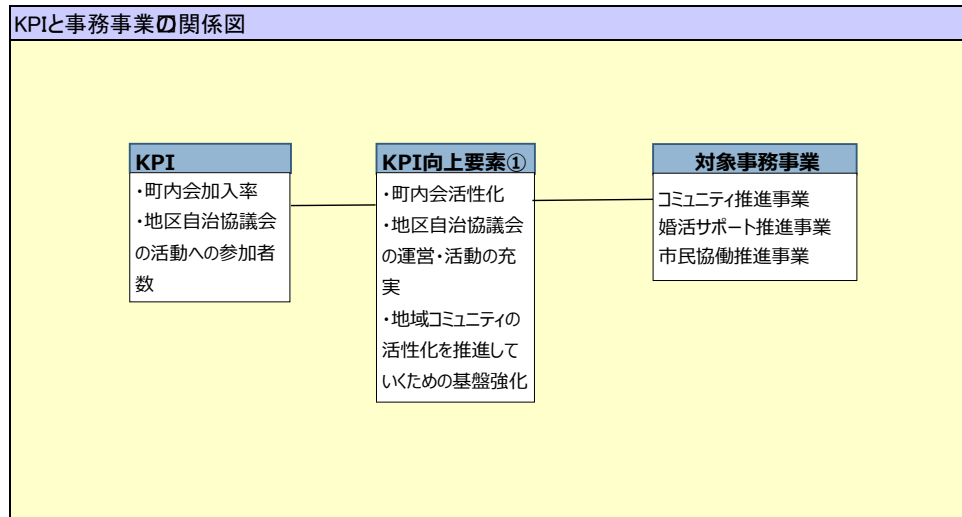 KPIと事務事業の関係図
KPI
・町内会加入率
・地区自治協議会
の活動への参加者
数
KPI向上要素①
・町内会活性化
・地区自治協議会
の運営・活動の充
実
・地域コミュニティの
活性化を推進して
いくための基盤強化
対象事務事業
コミュニティ推進事業
婚活サポート推進事業
市民協働推進事業